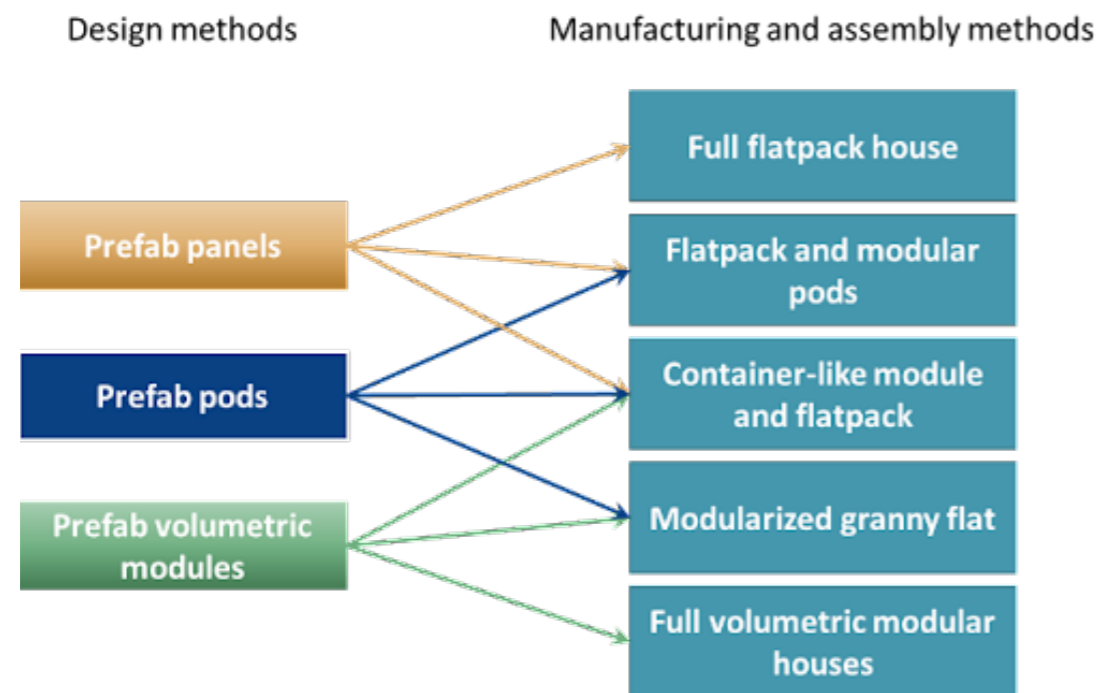 Design methods
Manufacturing and assembly methods
Full flatpack house
Prefab panels
Flatpack and modular
pods
Prefab pods
Container-like module
and flatpack
Prefab volumetric
modules
Modularized granny flat
Full volumetric modular
houses